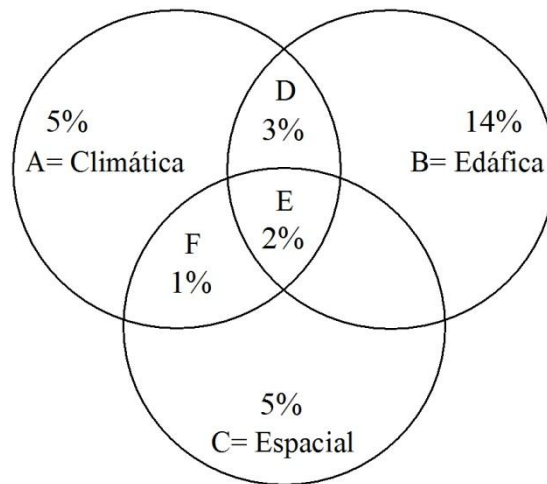 D
3%
5%
A= Climática
14%
B= Edáfica
E
2%
F
1%
5%
C= Espacial